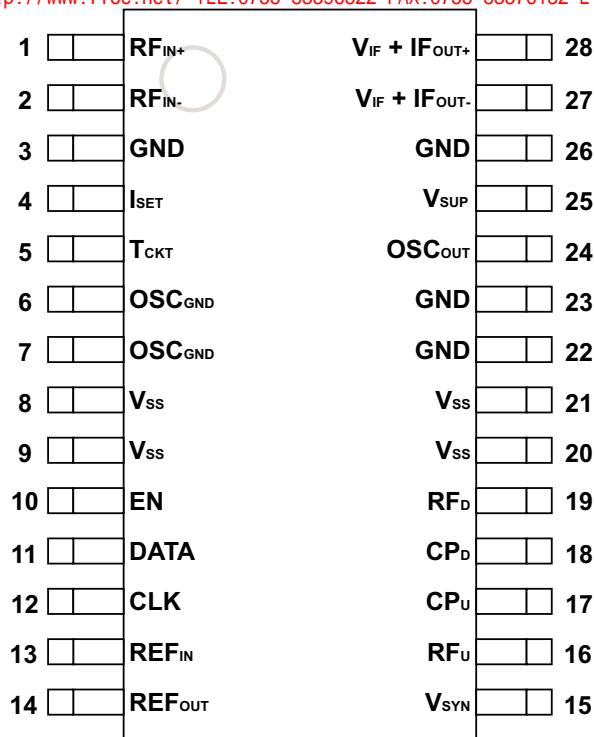 1 RFIN+ VIF + IFOUT+ 28
2 RFIN- VIF + IFOUT- 27
3 GND GND 26
4 ISET VSUP 25
5 TCKT OSCOUT 24
6 OSCGND GND 23
7 OSCGND GND 22
8 VSS VSS 21
9 VSS VSS 20
10 EN RFD 19
11 DATA CPD 18
12 CLK CPU 17
13 REFIN RFU 16
14 REFOUT VSYN 15